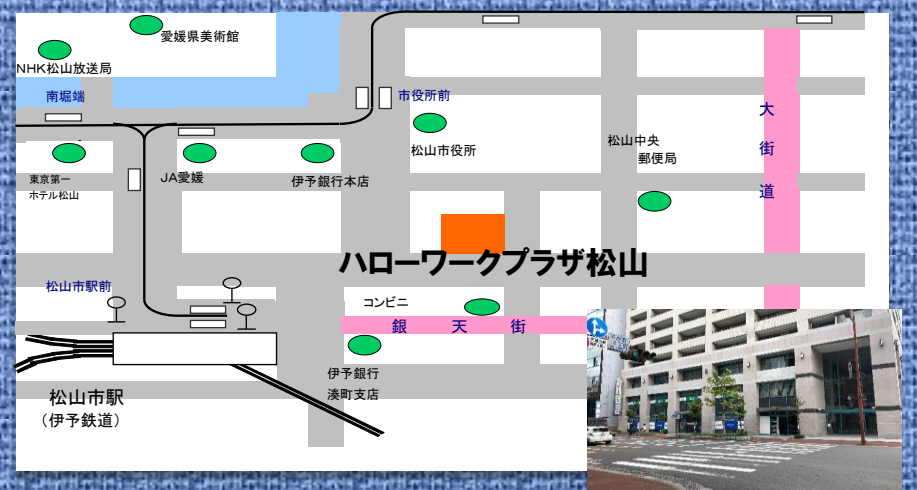 愛媛県美術館
NHK松山放送局
南堀端
市役所前
大街道
松山中央
郵便局
松山市役所
東京第一
ホテル松山
JA愛媛
伊予銀行本店
ハローワークプラザ松山
松山市駅前
コンビニ
銀天街
伊予銀行
湊町支店
松山市駅
（伊予鉄道）